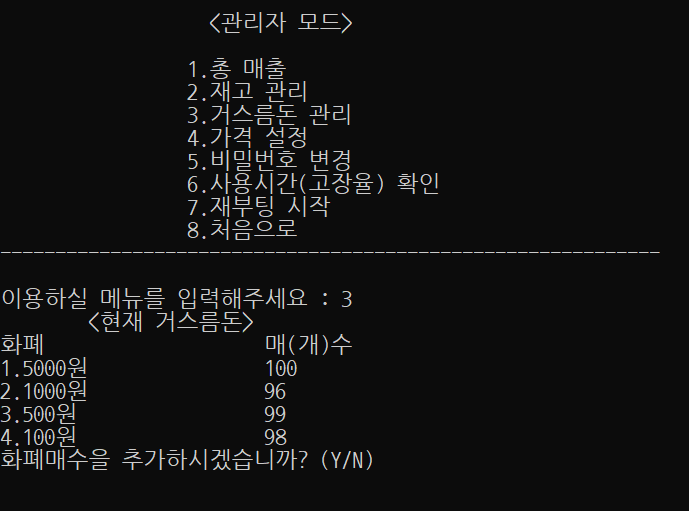 <관리자 모드>
1.총 매출
2.재고 관리
3.거스름돈 관리
4.가격 설정
5.비밀번호 변경
6.사용시간(고장율) 확인
7.재부팅 시작
8.처음으로
------------------------------------------------------------
이용하실 메뉴를 입력해주세요 : 3
<현재 거스름돈>
화폐 매(개)수
1.5000원 100
2.1000원 96
3.500원 99
4.100원 98
화폐매수을 추가하시겠습니까? (Y/N)